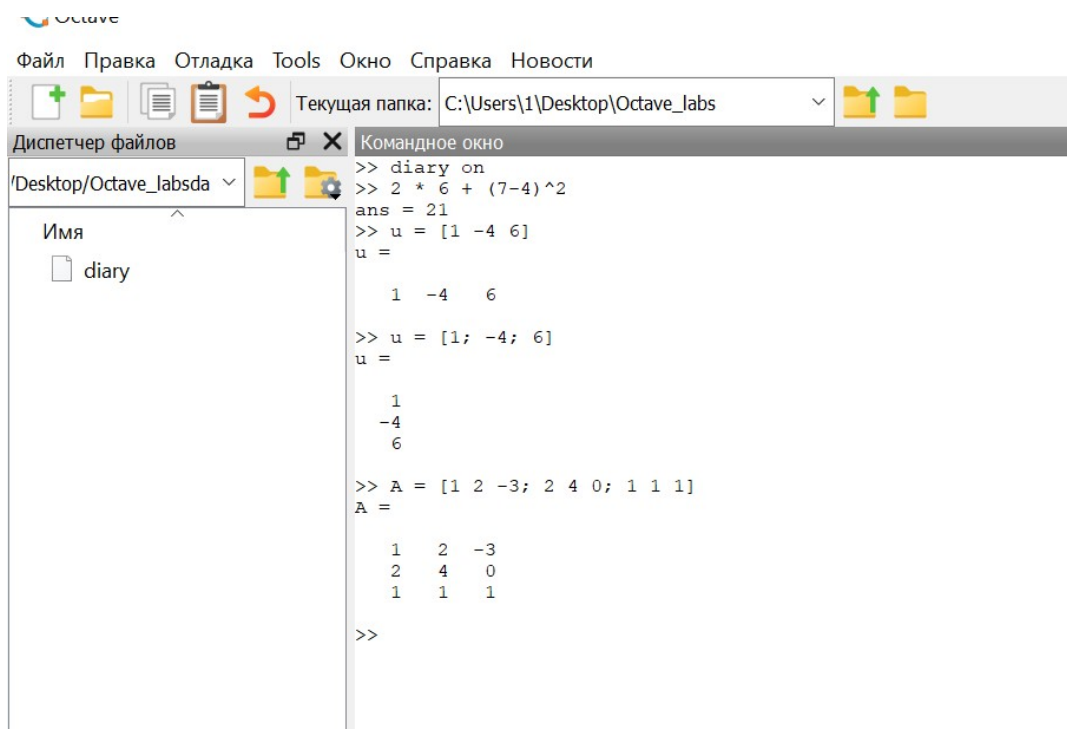 Octave
Файл Правка Отладка Tools Окно Справка Новости
Текущая папка: C:\Users\1\Desktop\Octave_labs
Диспетчер файлов
/Desktop/Octave_labsda
Имя
diary
Командное окно
>> diary on
>> 2 * 6 + (7-4)^2
ans = 21
>> u = [1 -4 6]
u =
1 -4 6
>> u = [1; -4; 6]
u =
1
-4
6
>> A = [1 2 -3; 2 4 0; 1 1 1]
A =
1 2 -3
2 4 0
1 1 1
>>